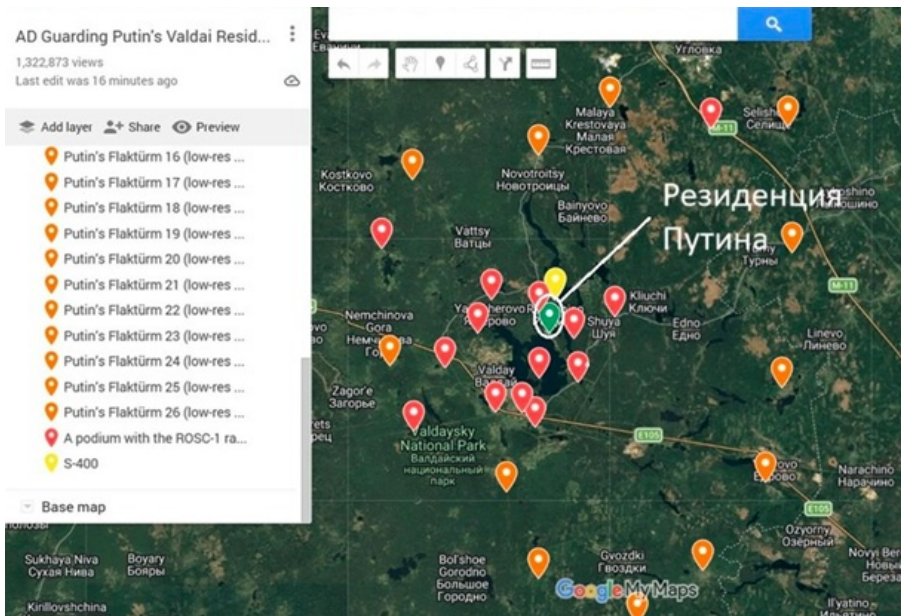 AD Guarding Putin's Valdai Resid...
1,322,873 views
Last edit was 16 minutes ago
Add layer
Share
Preview
Putin's Flaktürm 16 (low-res ...
Putin's Flaktürm 17 (low-res ...
Putin's Flaktürm 18 (low-res ...
Putin's Flaktürm 19 (low-res ...
Putin's Flaktürm 20 (low-res ...
Putin's Flaktürm 21 (low-res ...
Putin's Flaktürm 22 (low-res ...
Putin's Flaktürm 23 (low-res ...
Putin's Flaktürm 24 (low-res ...
Putin's Flaktürm 25 (low-res ...
Putin's Flaktürm 26 (low-res ...
A podium with the ROSC-1 ra...
S-400
Base map
Угловка
Malaya
Krestovaya
Малая
Крестовая
M-11
Kostkovo
Костково
Novotroitsy
Новотроицы
Bainyovo
Байнево
Резиденция
Путина
Vattsy
Ватцы
Турны
M-11
Kliuchi
Ключи
Nemchinova
Gora
Shuya
Шуя
Edno
Едно
Linevo
Линево
Valday
Zagor'e
Загорье
Valdaysky
National Park
Валдайский
национальный
парк
E105
Narachino
Нарачино
E105
Ozyorny
Озёрный
Sukhaya Niva
Сухая Нива
Boyary
Бояры
Bol'shoe
Gorodno
Большое
Городно
Gvozdki
Гвоздки
Google My Maps
Kirillovshchina
Il'yatino